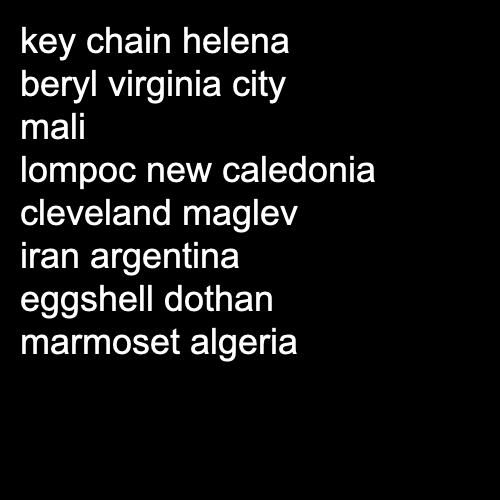 key chain helena
beryl virginia city
mali
lompoc new caledonia
cleveland maglev
iran argentina
eggshell dothan
marmoset algeria